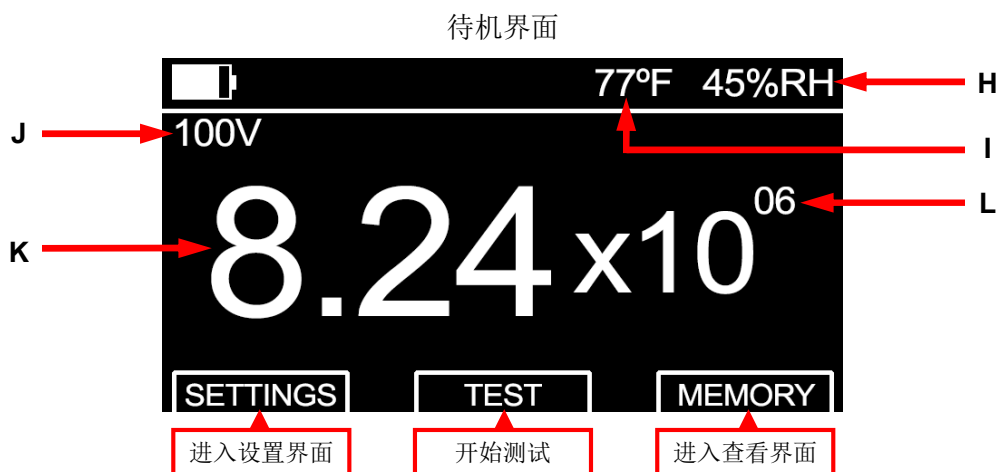 待机界面
77ºF 45%RH
H
J
100V
I
8.24 x10 06
L
K
SETTINGS TEST MEMORY
进入设置界面 开始测试 进入查看界面